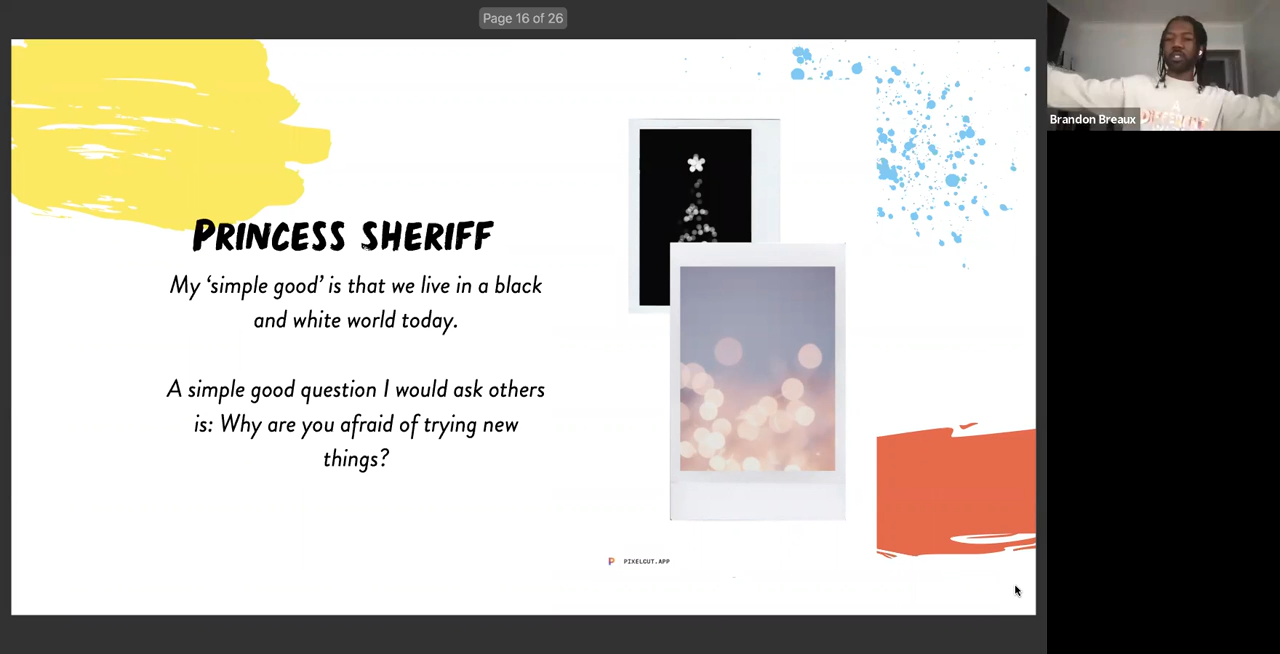 Page 16 of 26
PRINCESS SHERIFF
My ‘simple good’ is that we live in a black
and white world today.
A simple good question I would ask others
is: Why are you afraid of trying new
things?
P PIXELCUT.APP
Brandon Breaux
A
DIFFERENT